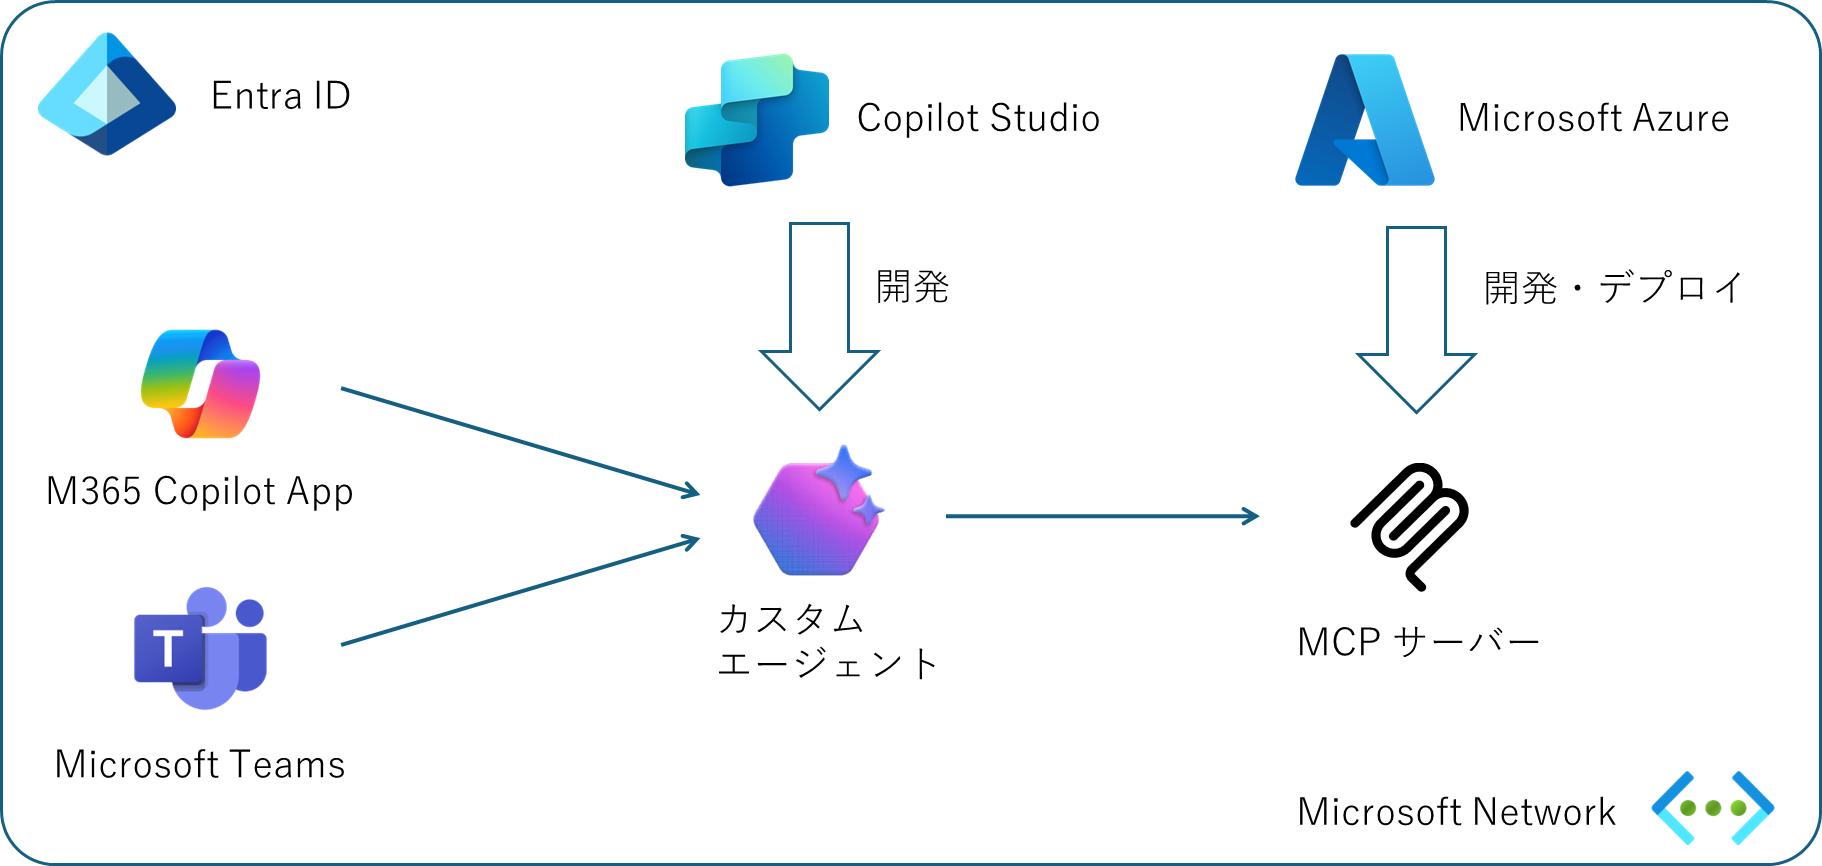 Entra ID
Copilot Studio
Microsoft Azure
開発
開発・デプロイ
M365 Copilot App
カスタム
エージェント
MCP サーバー
T
Microsoft Teams
Microsoft Network